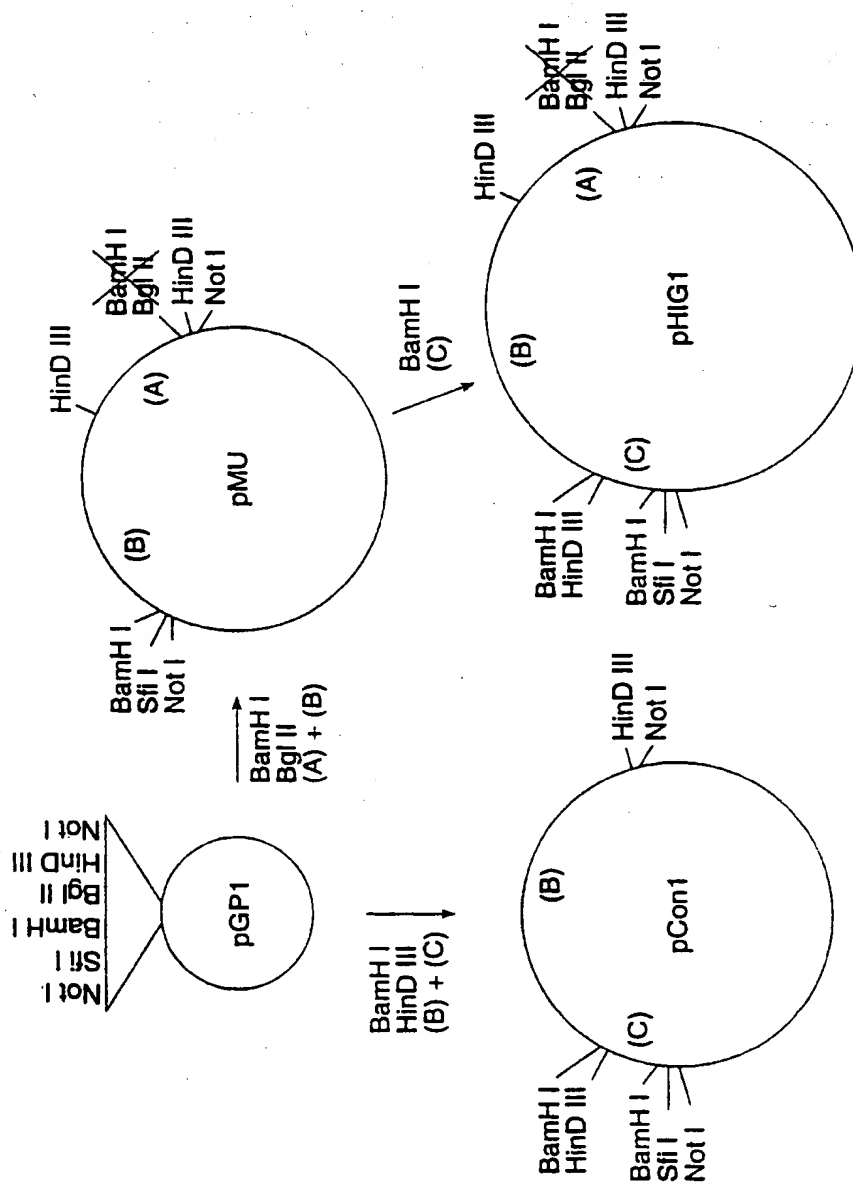 Not I
Sfi I
BamH I
Bgl II
HinD III
Not I
pGP1
BamH I
Bgl II
(A) + (B)
BamH I
HinD III
(B) + (C)
HinD III
BamH I
Bgl II
HinD III
Not I
(A)
(B)
pMU
BamH I
Sfi I
Not I
BamH I
(C)
HinD III
BamH I
Bgl II
HinD III
Not I
(A)
(B)
pHIG1
BamH I
HinD III
(C)
BamH I
Sfi I
Not I
HinD III
Not I
(B)
pCon1
BamH I
HinD III
(C)
BamH I
Sfi I
Not I